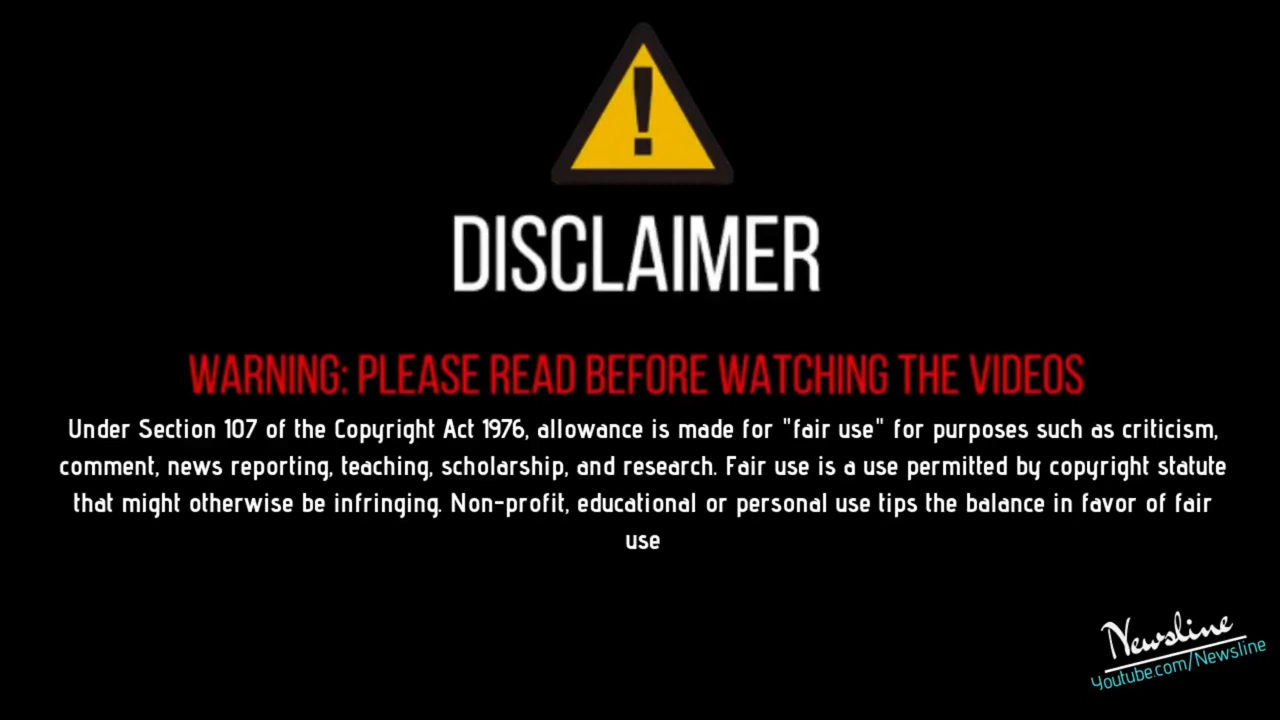 !
DISCLAIMER
WARNING: PLEASE READ BEFORE WATCHING THE VIDEOS
Under Section 107 of the Copyright Act 1976, allowance is made for "fair use" for purposes such as criticism,
comment, news reporting, teaching, scholarship, and research. Fair use is a use permitted by copyright statute
that might otherwise be infringing. Non-profit, educational or personal use tips the balance in favor of fair
use
Newsline
Youtube.com/Newsline